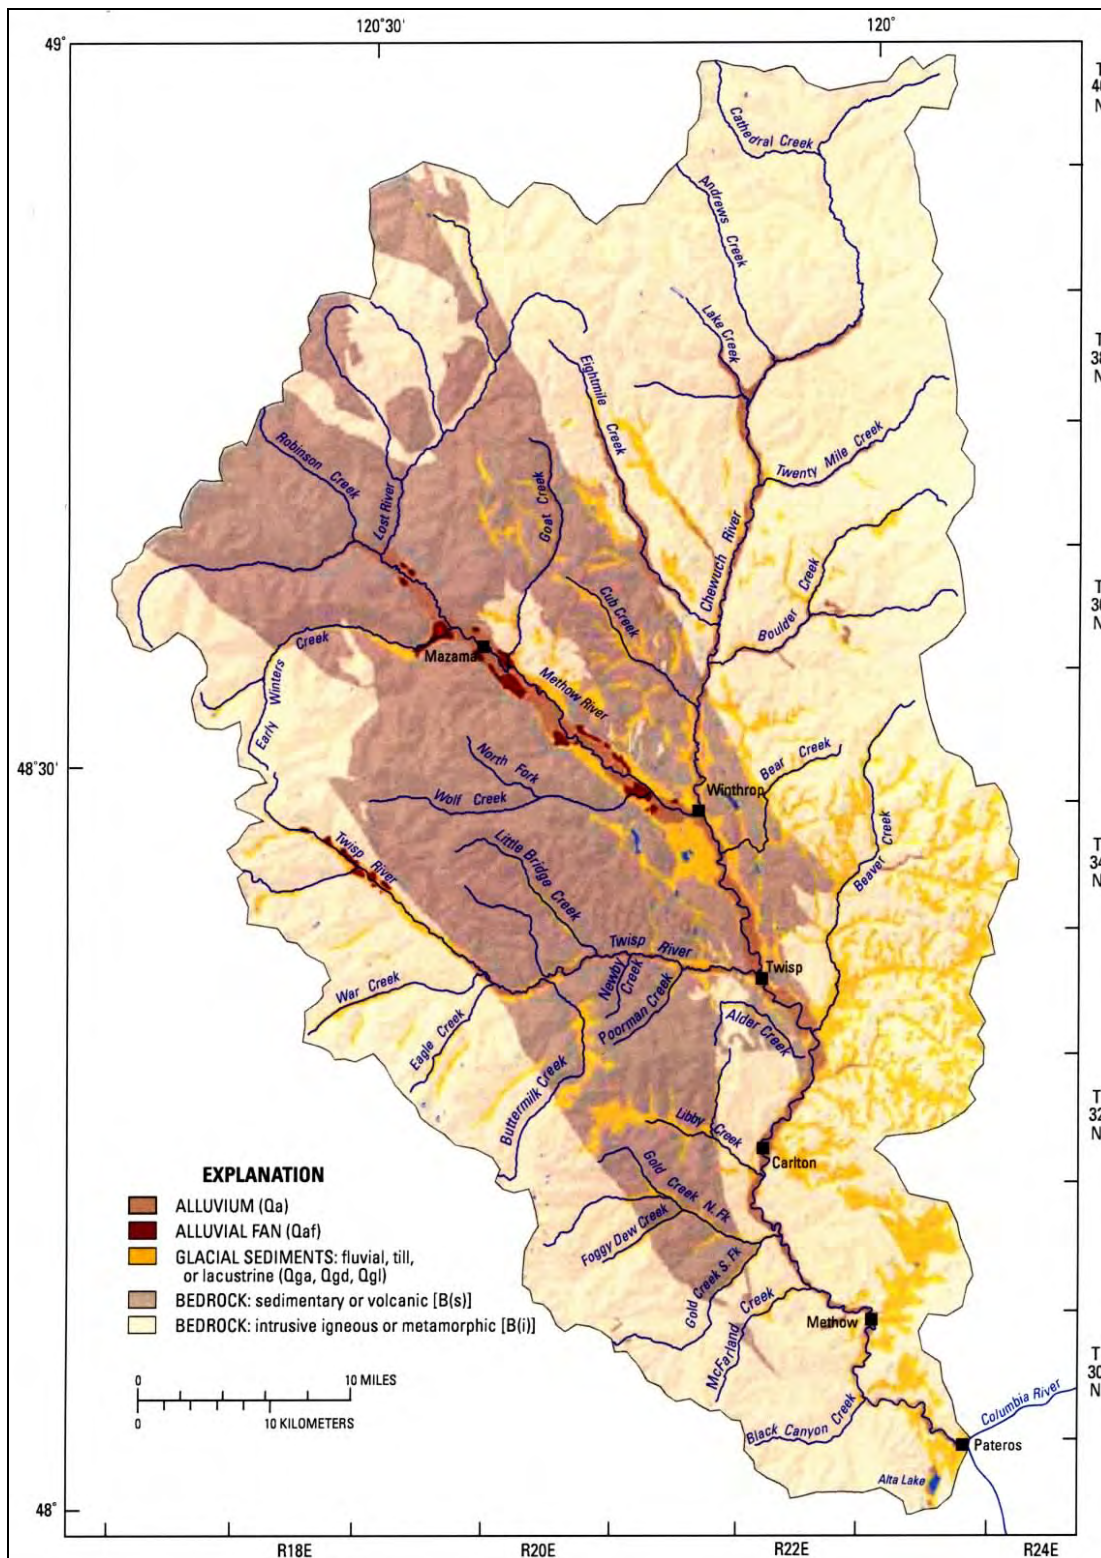 120°30'
120°
49°
T
40
N
Cathedral Creek
Andrews Creek
Lake Creek
T
38
N
Eightmile Creek
Twenty Mile Creek
Robinson Creek
Lost River
Goat Creek
Chewuch River
Boulder Creek
Cub Creek
T
36
N
Early Winters Creek
Mazama
Methow River
48°30'
North Fork
Wolf Creek
Bear Creek
Winthrop
Beaver Creek
T
34
N
Twisp River
Little Bridge Creek
Twisp River
Newby Creek
Poorman Creek
Twisp
War Creek
Eagle Creek
Alder Creek
Buttermilk Creek
Libby Creek
Carlton
T
32
N
Gold Creek N. Fk
Foggy Dew Creek
Gold Creek S. Fk
McFarland Creek
Methow
T
30
N
Black Canyon Creek
Columbia River
Pateros
Alta Lake
EXPLANATION
ALLUVIUM (Qa)
ALLUVIAL FAN (Qaf)
GLACIAL SEDIMENTS: fluvial, till,
or lacustrine (Qga, Qgd, Qgl)
BEDROCK: sedimentary or volcanic [B(s)]
BEDROCK: intrusive igneous or metamorphic [B(i)]
0 10 MILES
0 10 KILOMETERS
48°
R18E R20E R22E R24E